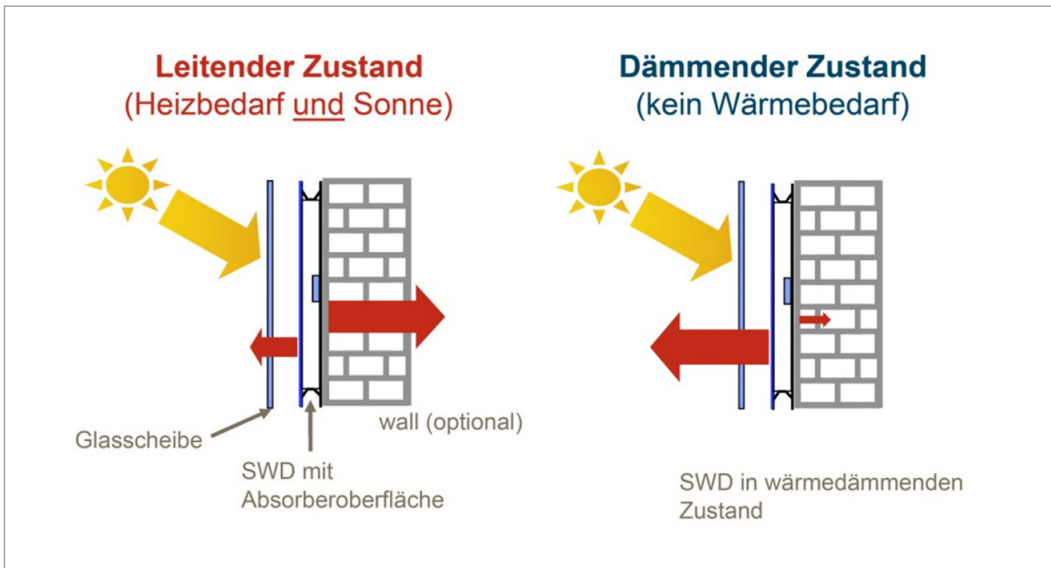 Leitender Zustand
(Heizbedarf und Sonne)
Dämmender Zustand
(kein Wärmebedarf)
Glasscheibe
wall (optional)
SWD mit
Absorberoberfläche
SWD in wärmedämmenden
Zustand